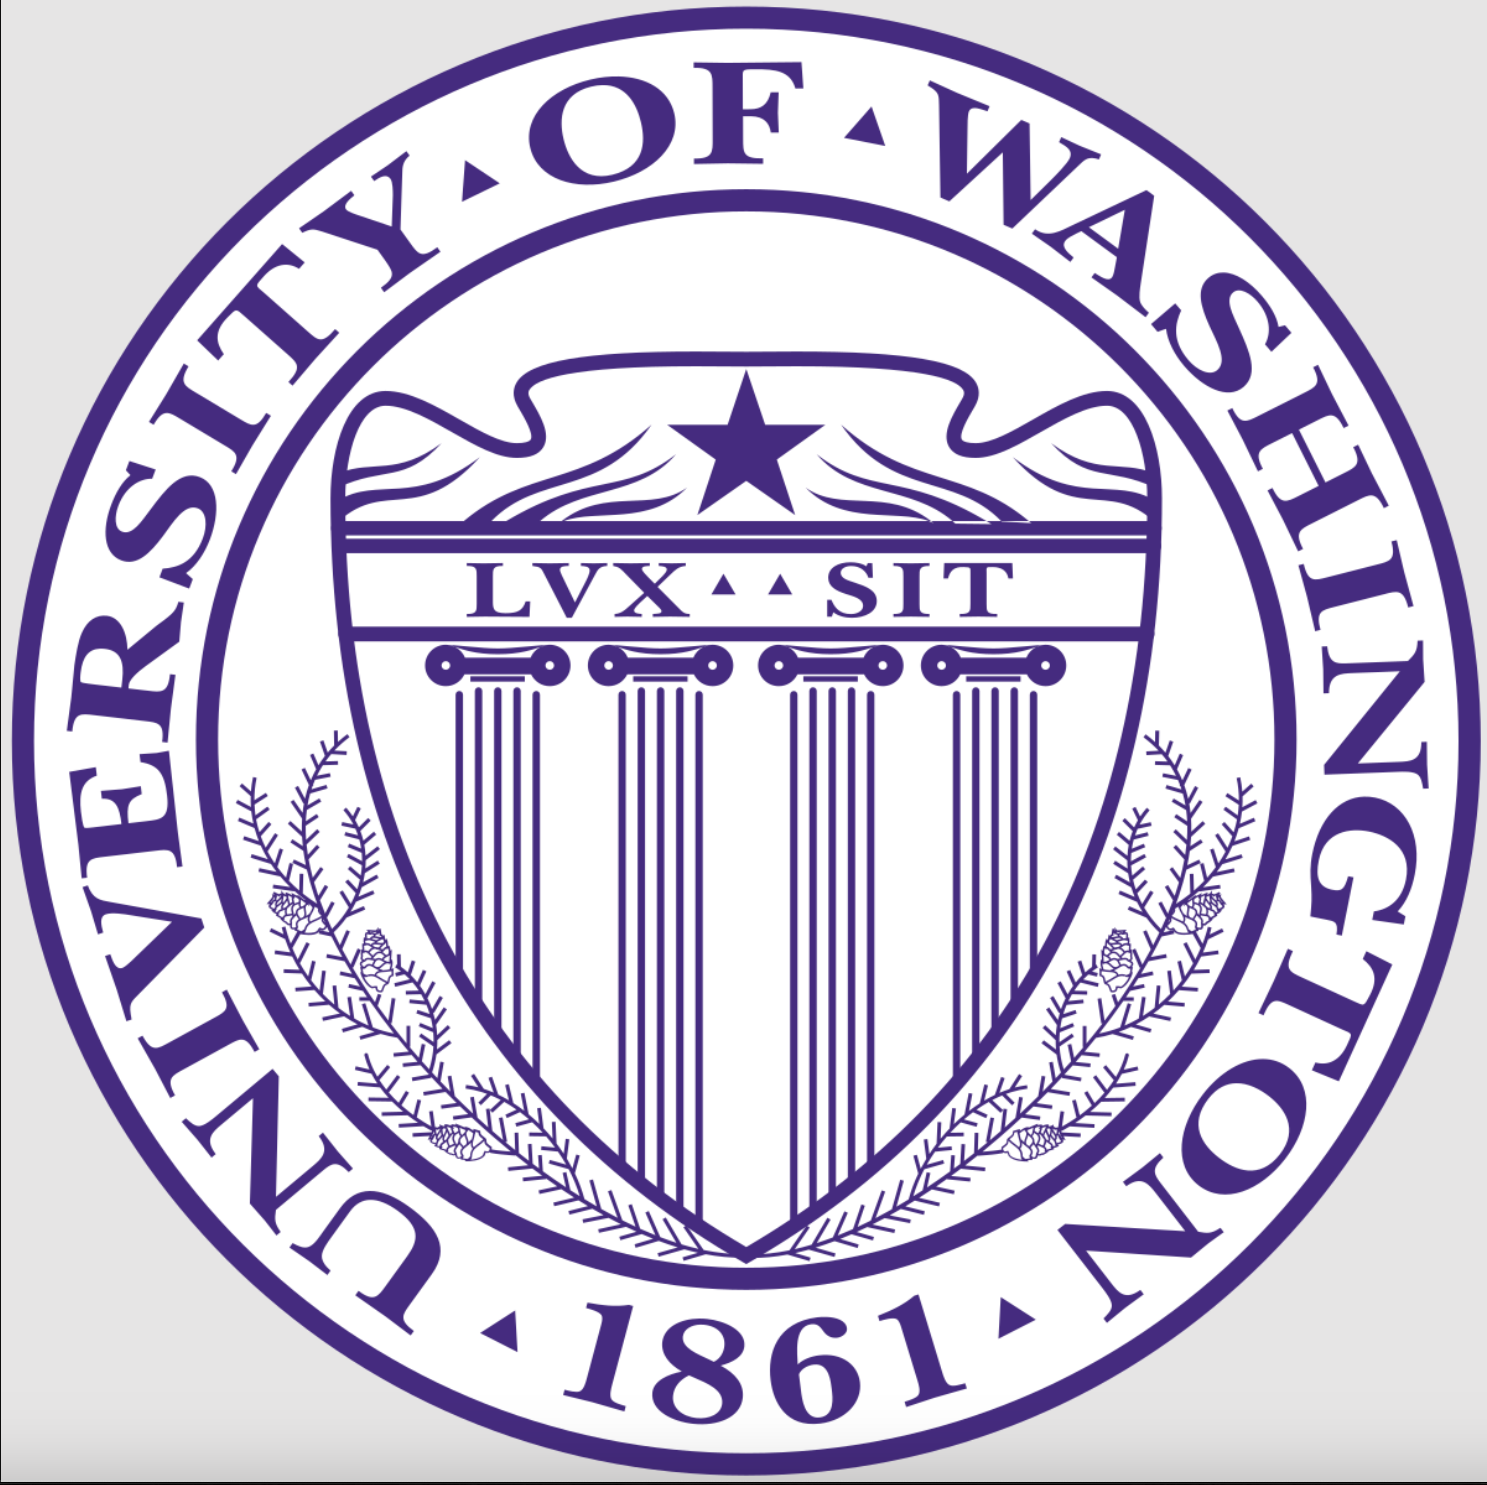 UNIVERSITY ▲ OF ▲ WASHINGTON ▲ 1861 ▲
LVX ▲ ▲ SIT